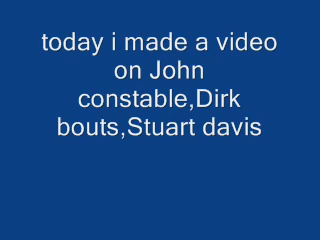 today i made a video
on John
constable,Dirk
bouts,Stuart davis